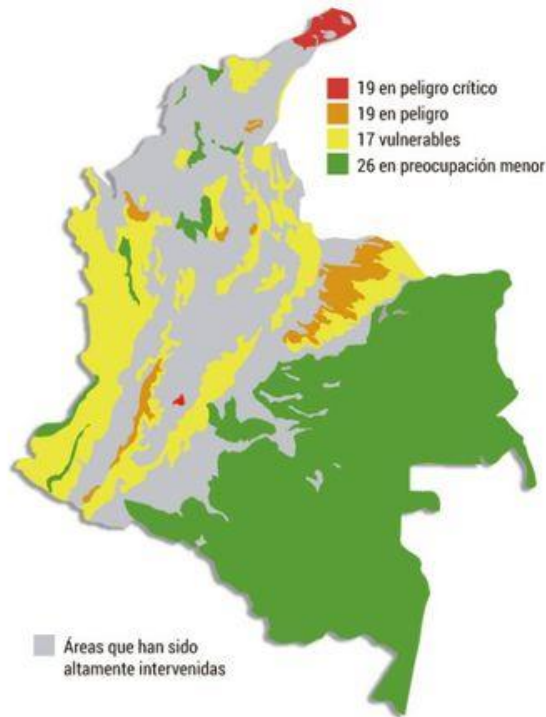 19 en peligro crítico
19 en peligro
17 vulnerables
26 en preocupación menor
Áreas que han sido
altamente intervenidas